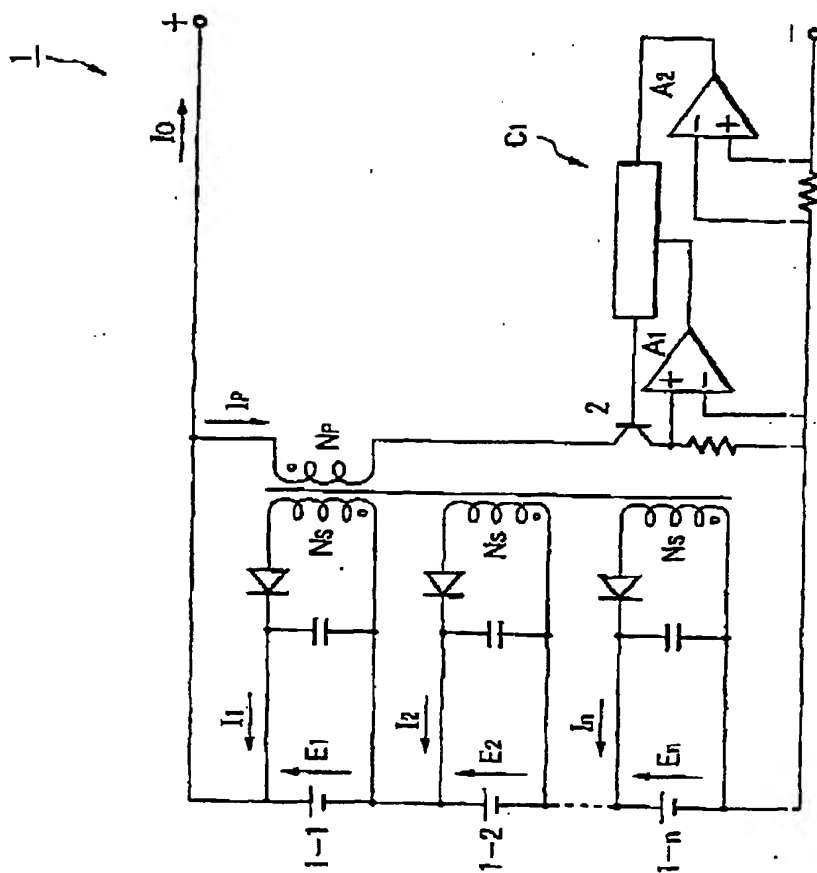 1
+
I0
IP
NP
NS
I1
E1
1-1
NS
I2
E2
1-2
NS
In
En
1-n
2
A1
+
−
C1
A2
−
+
−